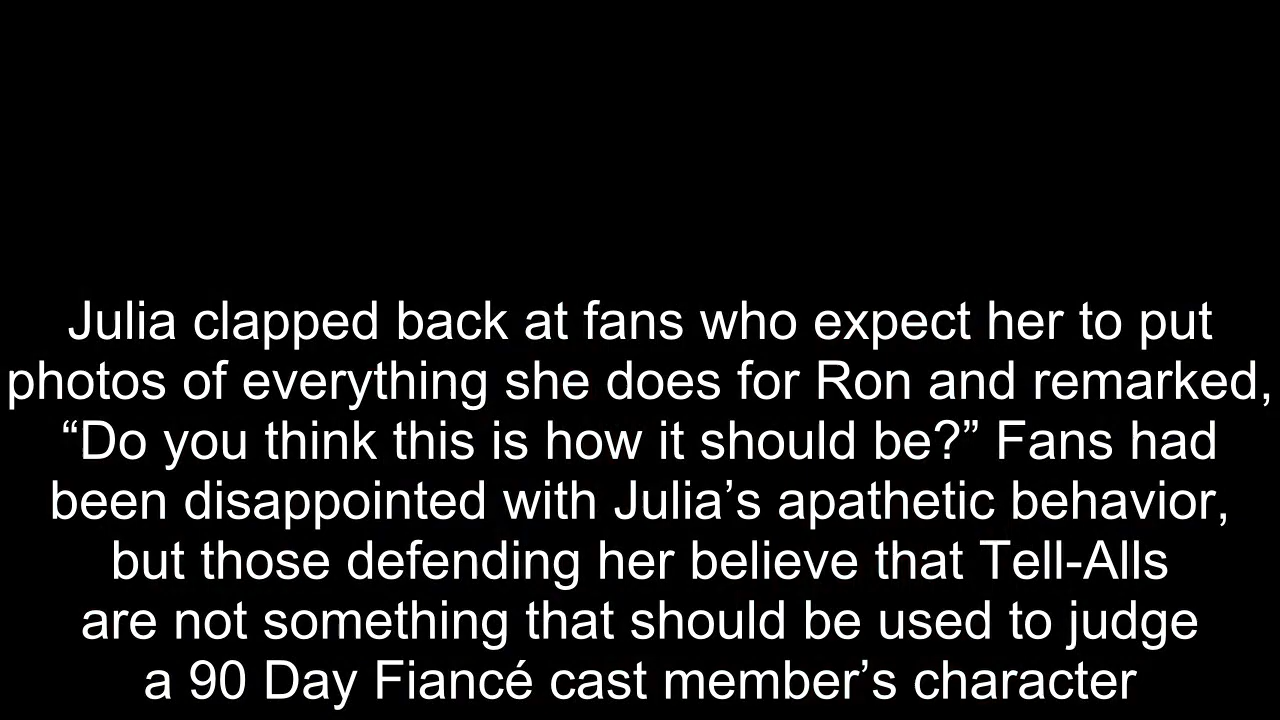 Julia clapped back at fans who expect her to put
photos of everything she does for Ron and remarked,
“Do you think this is how it should be?” Fans had
been disappointed with Julia’s apathetic behavior,
but those defending her believe that Tell-Alls
are not something that should be used to judge
a 90 Day Fiancé cast member’s character